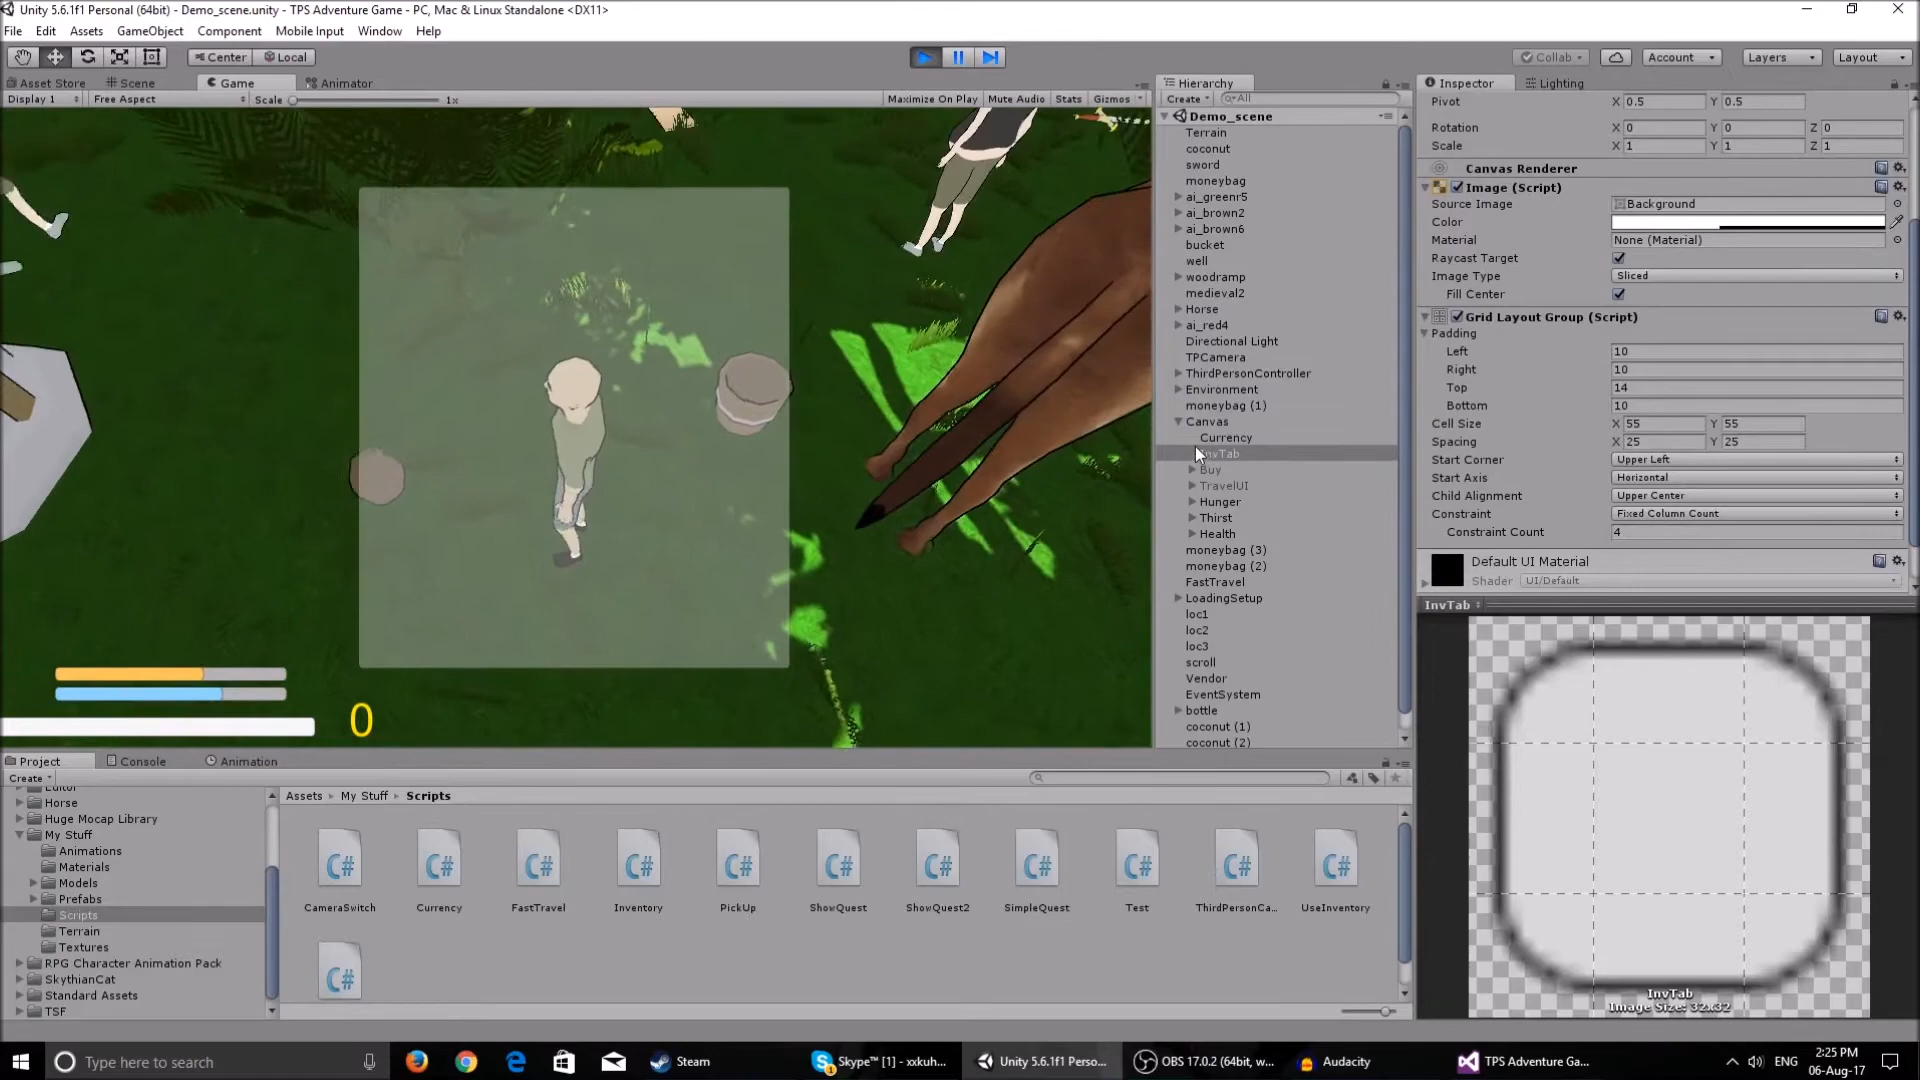 Unity 5.6.1f1 Personal (64bit) - Demo_scene.unity - TPS Adventure Game - PC, Mac & Linux Standalone <DX11>
File Edit Assets GameObject Component Mobile Input Window Help
Center Local
Collab Account Layers Layout
Asset Store Scene Game Animator
Display 1 Free Aspect Scale 1x Maximize On Play Mute Audio Stats Gizmos
0
Hierarchy
Create All
Demo_scene
Terrain
coconut
sword
moneybag
ai_greenr5
ai_brown2
ai_brown6
bucket
well
woodramp
medieval2
Horse
ai_red4
Directional Light
TPCamera
ThirdPersonController
Environment
moneybag (1)
Canvas
Currency
InvTab
Buy
TravelUI
Hunger
Thirst
Health
moneybag (3)
moneybag (2)
FastTravel
LoadingSetup
loc1
loc2
loc3
scroll
Vendor
EventSystem
bottle
coconut (1)
coconut (2)
Inspector Lighting
Pivot X 0.5 Y 0.5
Rotation X 0 Y 0 Z 0
Scale X 1 Y 1 Z 1
Canvas Renderer
Image (Script)
Source Image Background
Color
Material None (Material)
Raycast Target
Image Type Sliced
Fill Center
Grid Layout Group (Script)
Padding
Left 10
Right 10
Top 14
Bottom 10
Cell Size X 55 Y 55
Spacing X 25 Y 25
Start Corner Upper Left
Start Axis Horizontal
Child Alignment Upper Center
Constraint Fixed Column Count
Constraint Count 4
Default UI Material
Shader UI/Default
InvTab
InvTab
Image Size: 32x32
Project Console Animation
Create
Editor
Horse
Huge Mocap Library
My Stuff
Animations
Materials
Models
Prefabs
Scripts
Terrain
Textures
RPG Character Animation Pack
SkythianCat
Standard Assets
TSF
Assets My Stuff Scripts
C# C# C# C# C# C# C# C# C# C# C#
CameraSwitch Currency FastTravel Inventory PickUp ShowQuest ShowQuest2 SimpleQuest Test ThirdPersonCa... UseInventory
C#
Type here to search
Steam
Skype™ [1] - xxkuh...
Unity 5.6.1f1 Perso...
OBS 17.0.2 (64bit, w...
Audacity
TPS Adventure Ga...
ENG
2:25 PM
06-Aug-17